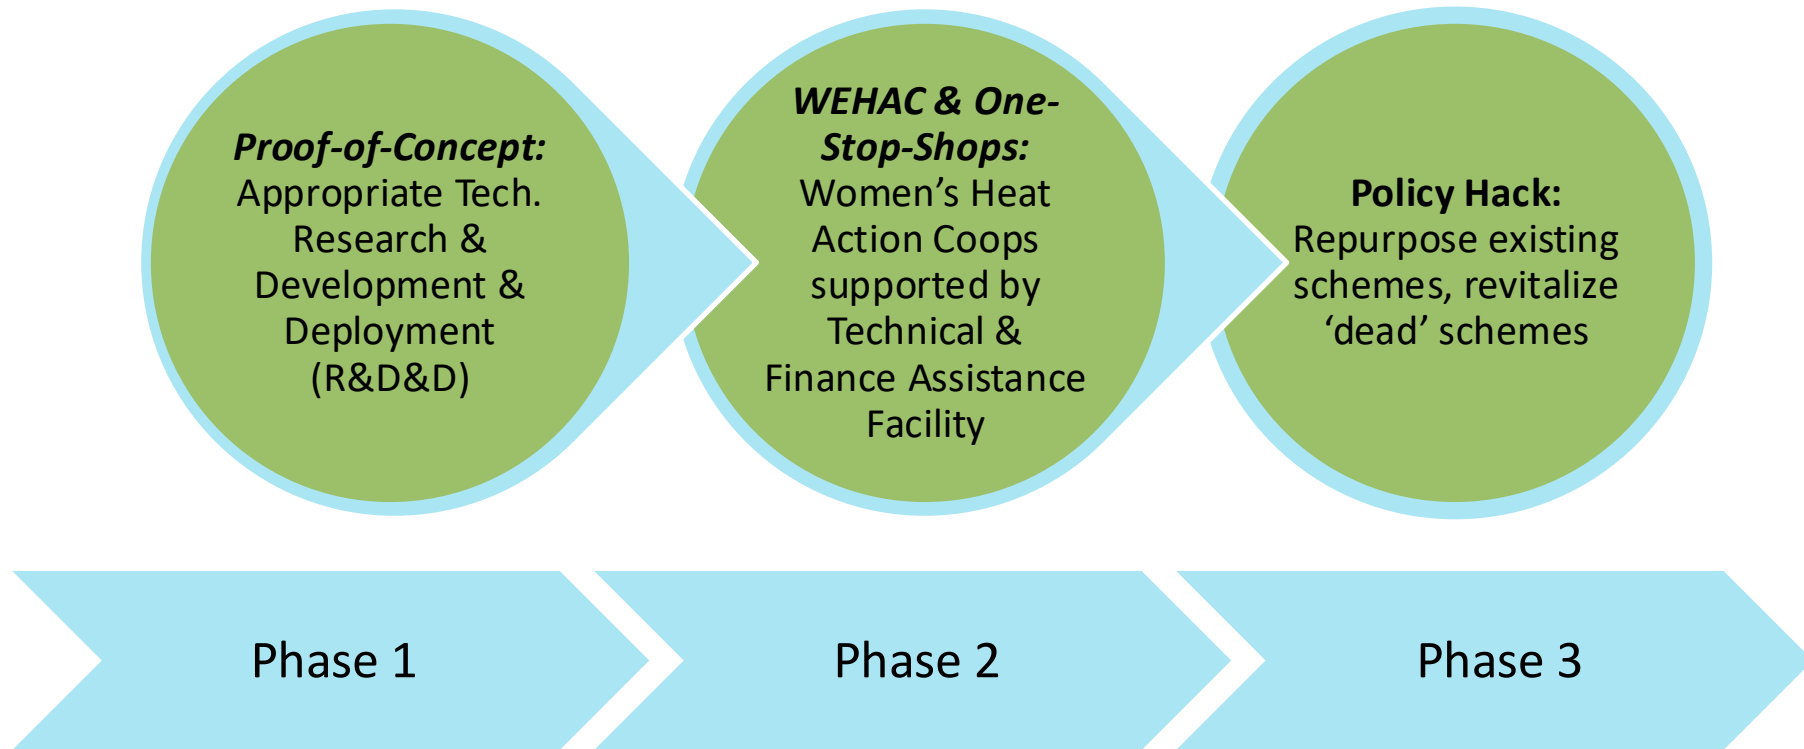 Proof-of-Concept:
Appropriate Tech.
Research &
Development &
Deployment
(R&D&D)
WEHAC & One-
Stop-Shops:
Women’s Heat
Action Coops
supported by
Technical &
Finance Assistance
Facility
Policy Hack:
Repurpose existing
schemes, revitalize
‘dead’ schemes
Phase 1
Phase 2
Phase 3